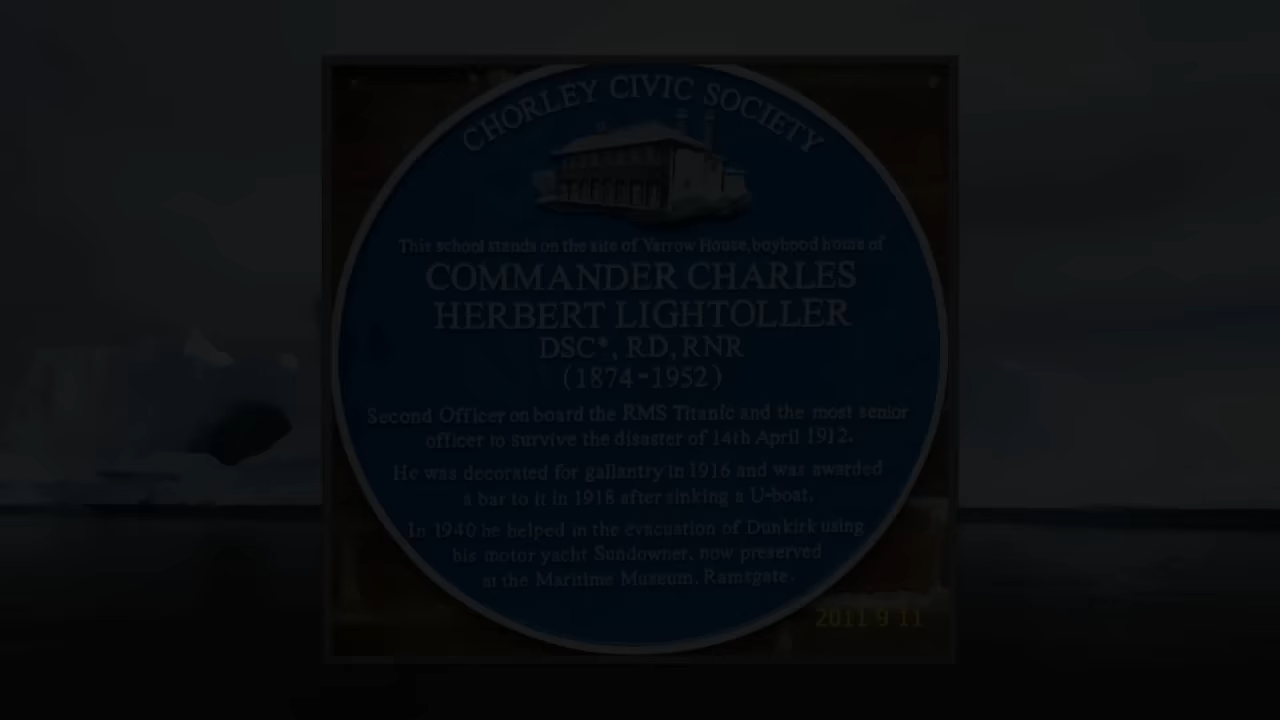 CHORLEY CIVIC SOCIETY
This school stands on the site of Yarrow House, boyhood home of
COMMANDER CHARLES
HERBERT LIGHTOLLER
DSC*, RD, RNR
(1874-1952)
Second Officer on board the RMS Titanic and the most senior
officer to survive the disaster of 14th April 1912.
He was decorated for gallantry in 1916 and was awarded
a bar to it in 1918 after sinking a U-boat.
In 1940 he helped in the evacuation of Dunkirk using
his motor yacht Sundowner, now preserved
at the Maritime Museum, Ramsgate.
2011 9 11